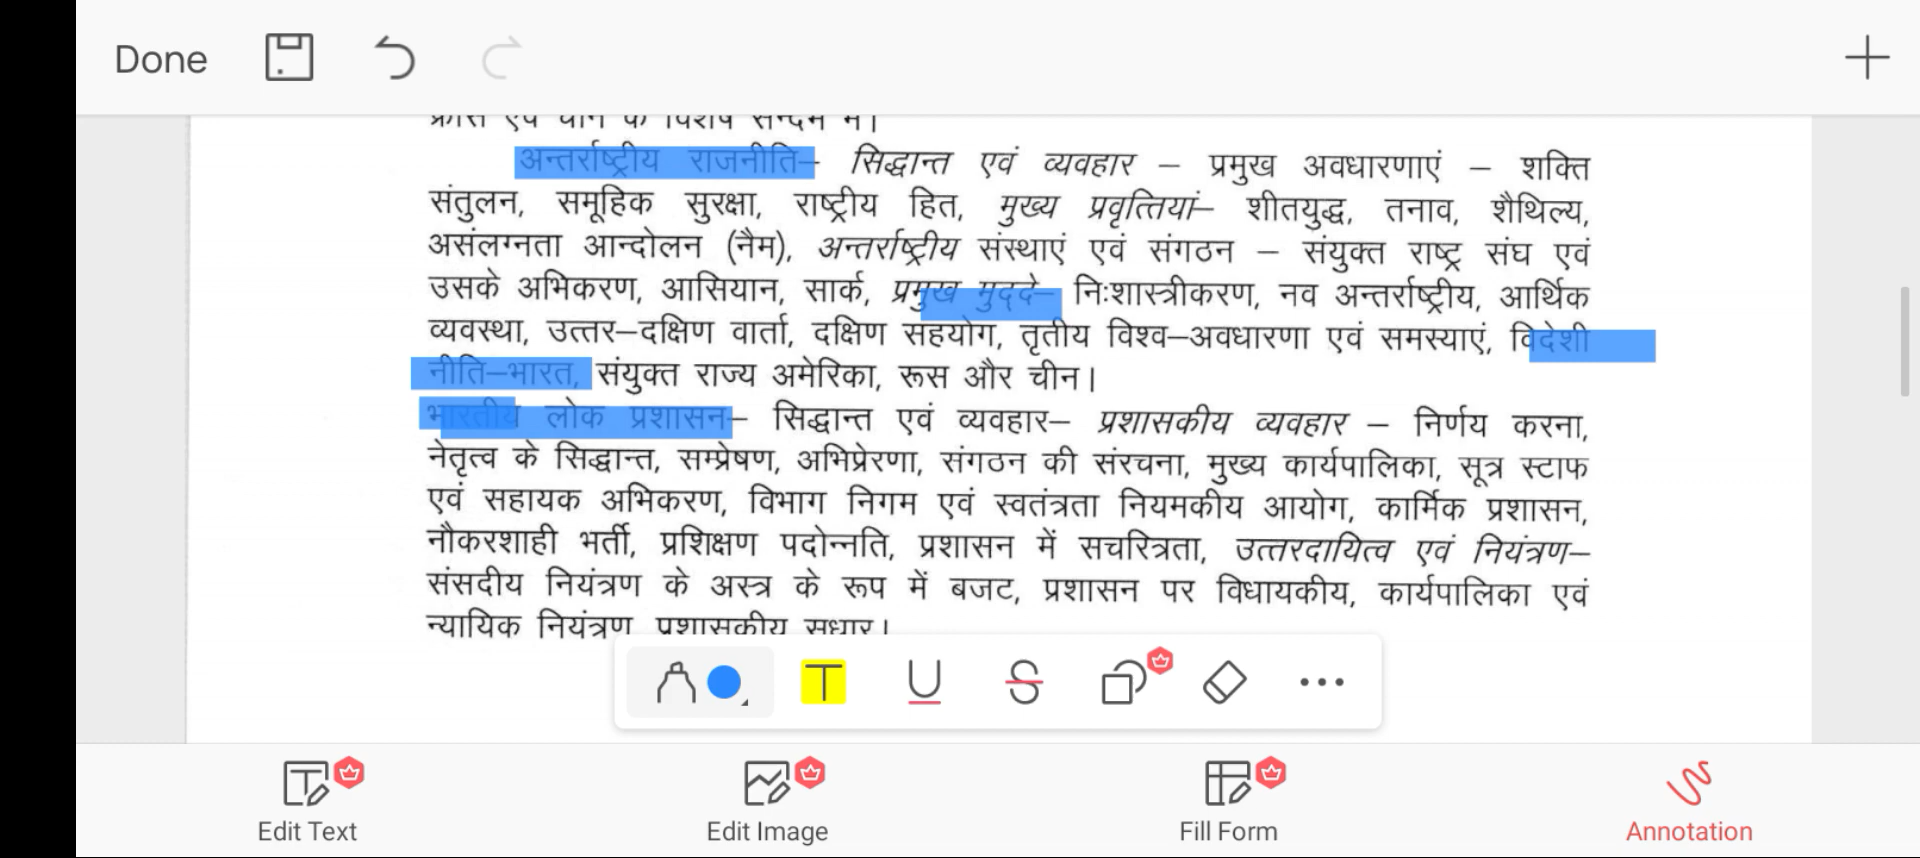 Done
फ्रांस एवं चीन के विशेष सन्दर्भ में।
अन्तर्राष्ट्रीय राजनीति– सिद्धान्त एवं व्यवहार – प्रमुख अवधारणाएं – शक्ति
संतुलन, समूहिक सुरक्षा, राष्ट्रीय हित, मुख्य प्रवृत्तियां– शीतयुद्ध, तनाव, शैथिल्य,
असंलग्नता आन्दोलन (नैम), अन्तर्राष्ट्रीय संस्थाएं एवं संगठन – संयुक्त राष्ट्र संघ एवं
उसके अभिकरण, आसियान, सार्क, प्रमुख मुद्दे– निःशास्त्रीकरण, नव अन्तर्राष्ट्रीय, आर्थिक
व्यवस्था, उत्तर–दक्षिण वार्ता, दक्षिण सहयोग, तृतीय विश्व–अवधारणा एवं समस्याएं, विदेशी
नीति–भारत, संयुक्त राज्य अमेरिका, रूस और चीन।
भारतीय लोक प्रशासन– सिद्धान्त एवं व्यवहार– प्रशासकीय व्यवहार – निर्णय करना,
नेतृत्व के सिद्धान्त, सम्प्रेषण, अभिप्रेरणा, संगठन की संरचना, मुख्य कार्यपालिका, सूत्र स्टाफ
एवं सहायक अभिकरण, विभाग निगम एवं स्वतंत्रता नियमकीय आयोग, कार्मिक प्रशासन,
नौकरशाही भर्ती, प्रशिक्षण पदोन्नति, प्रशासन में सचरित्रता, उत्तरदायित्व एवं नियंत्रण–
संसदीय नियंत्रण के अस्त्र के रूप में बजट, प्रशासन पर विधायकीय, कार्यपालिका एवं
न्यायिक नियंत्रण प्रशासकीय सुधार।
Edit Text
Edit Image
Fill Form
Annotation